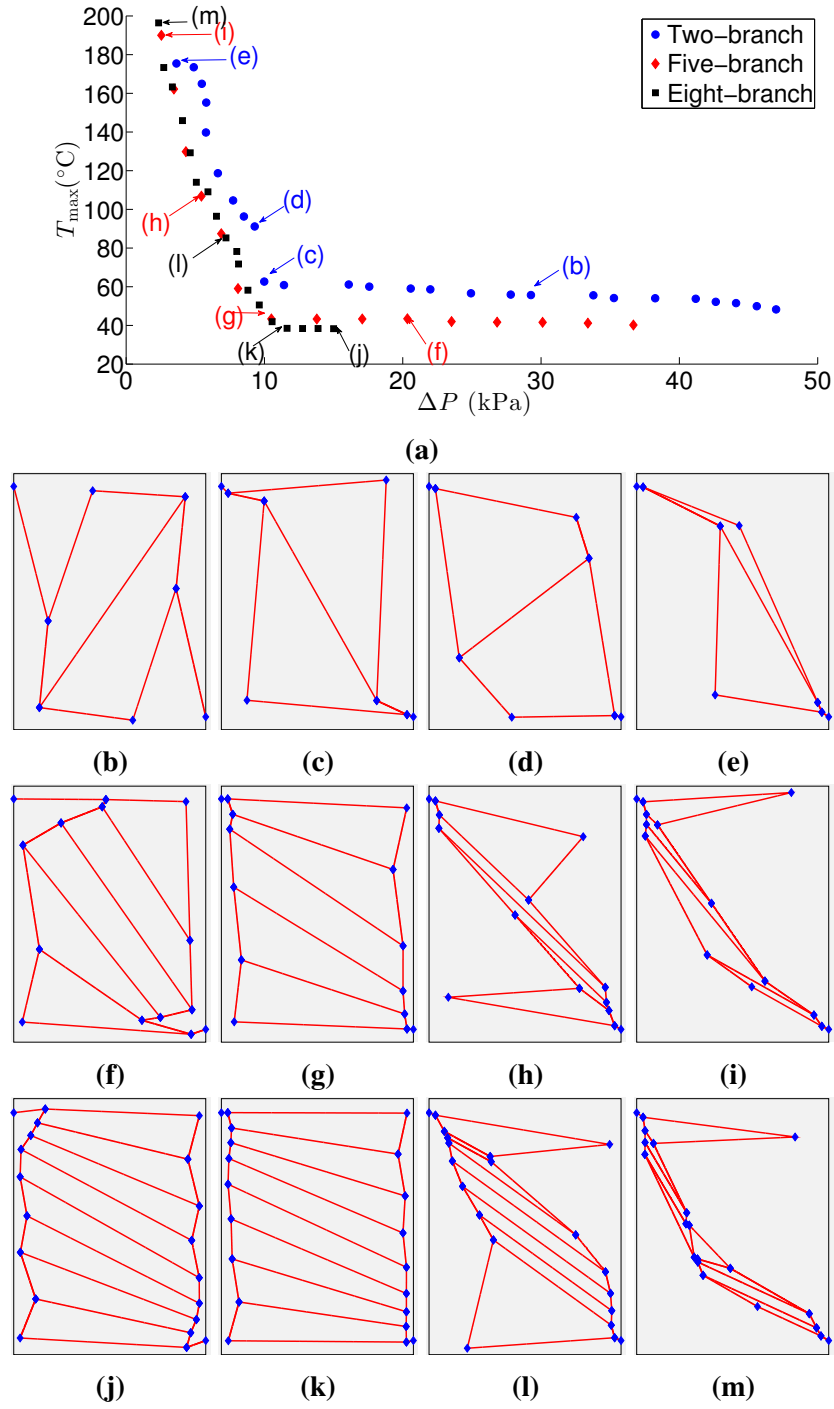 200
180
160
140
120
100
80
60
40
20
0
10
20
30
40
50
T_max(°C)
ΔP (kPa)
Two−branch
Five−branch
Eight−branch
(m)
(i)
(e)
(d)
(h)
(l)
(c)
(b)
(g)
(k)
(f)
(j)
(a)
(b)
(c)
(d)
(e)
(f)
(g)
(h)
(i)
(j)
(k)
(l)
(m)